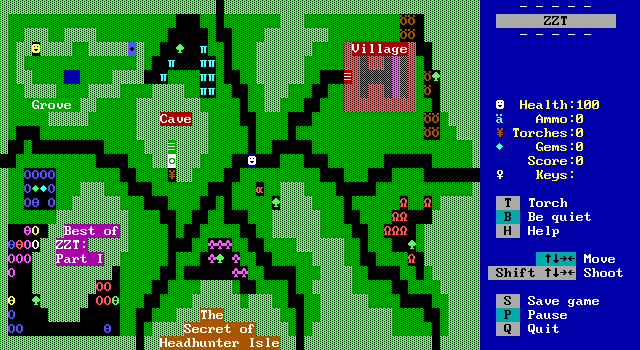 ZZT
Village
Grove
Cave
Health:100
Ammo:0
Torches:0
Gems:0
Score:0
Keys:
T Torch
B Be quiet
H Help
↑↓→← Move
Shift ↑↓→← Shoot
S Save game
P Pause
Q Quit
Best of
ZZT:
Part I
The
Secret of
Headhunter Isle